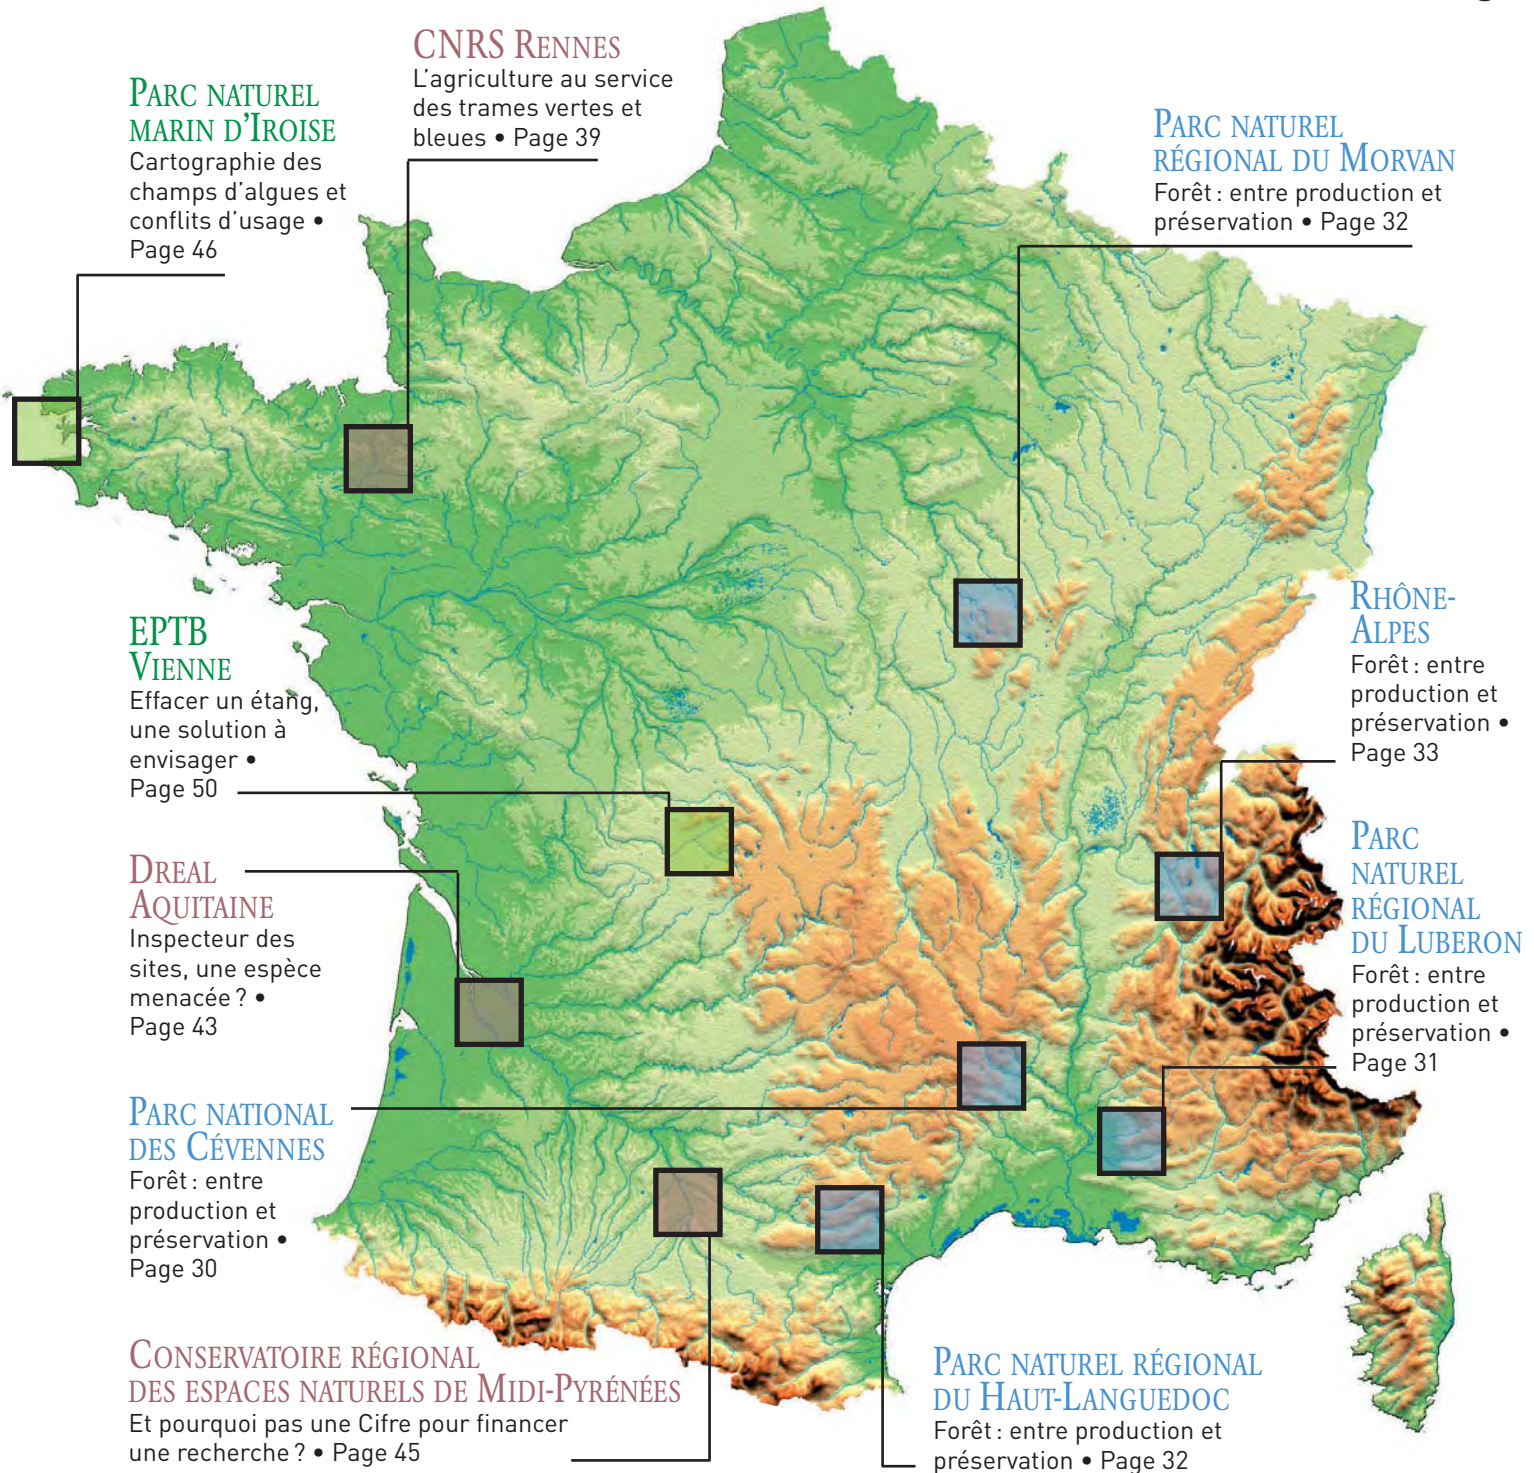 CNRS RENNES
L'agriculture au service
des trames vertes et
bleues • Page 39
PARC NATUREL
MARIN D'IROISE
Cartographie des
champs d'algues et
conflits d'usage •
Page 46
PARC NATUREL
RÉGIONAL DU MORVAN
Forêt : entre production et
préservation • Page 32
EPTB
VIENNE
Effacer un étang,
une solution à
envisager •
Page 50
RHÔNE-
ALPES
Forêt : entre
production et
préservation •
Page 33
DREAL
AQUITAINE
Inspecteur des
sites, une espèce
menacée ? •
Page 43
PARC
NATUREL
RÉGIONAL
DU LUBERON
Forêt : entre
production et
préservation •
Page 31
PARC NATIONAL
DES CÉVENNES
Forêt : entre
production et
préservation •
Page 30
CONSERVATOIRE RÉGIONAL
DES ESPACES NATURELS DE MIDI-PYRÉNÉES
Et pourquoi pas une Cifre pour financer
une recherche ? • Page 45
PARC NATUREL RÉGIONAL
DU HAUT-LANGUEDOC
Forêt : entre production et
préservation • Page 32